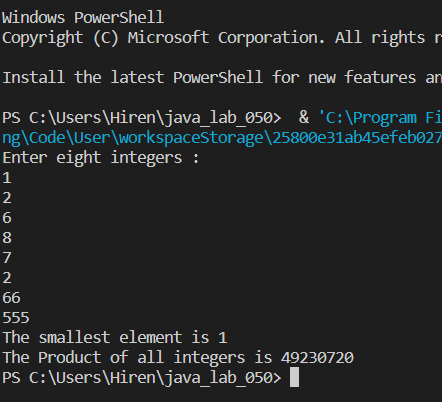 Windows PowerShell
Copyright (C) Microsoft Corporation. All rights
Install the latest PowerShell for new features
PS C:\Users\Hiren\java_lab_050>  & 'C:\Program
ng\Code\User\workspaceStorage\25800e31ab45efeb027
Enter eight integers :
1
2
6
8
7
2
66
555
The smallest element is 1
The Product of all integers is 49230720
PS C:\Users\Hiren\java_lab_050>